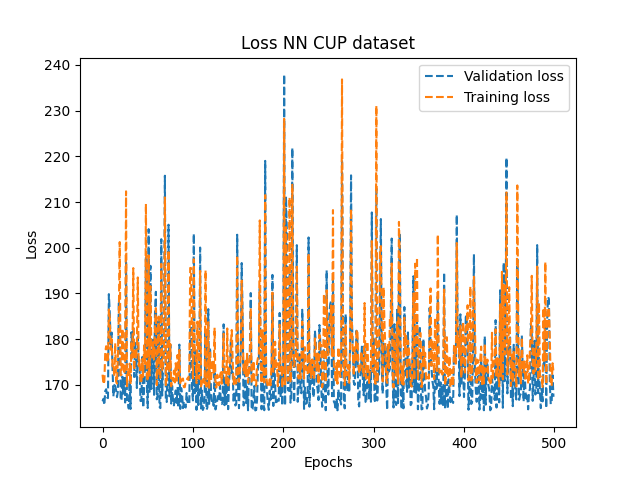 Loss NN CUP dataset
Validation loss
Training loss
Loss
240
230
220
210
200
190
180
170
0 100 200 300 400 500
Epochs